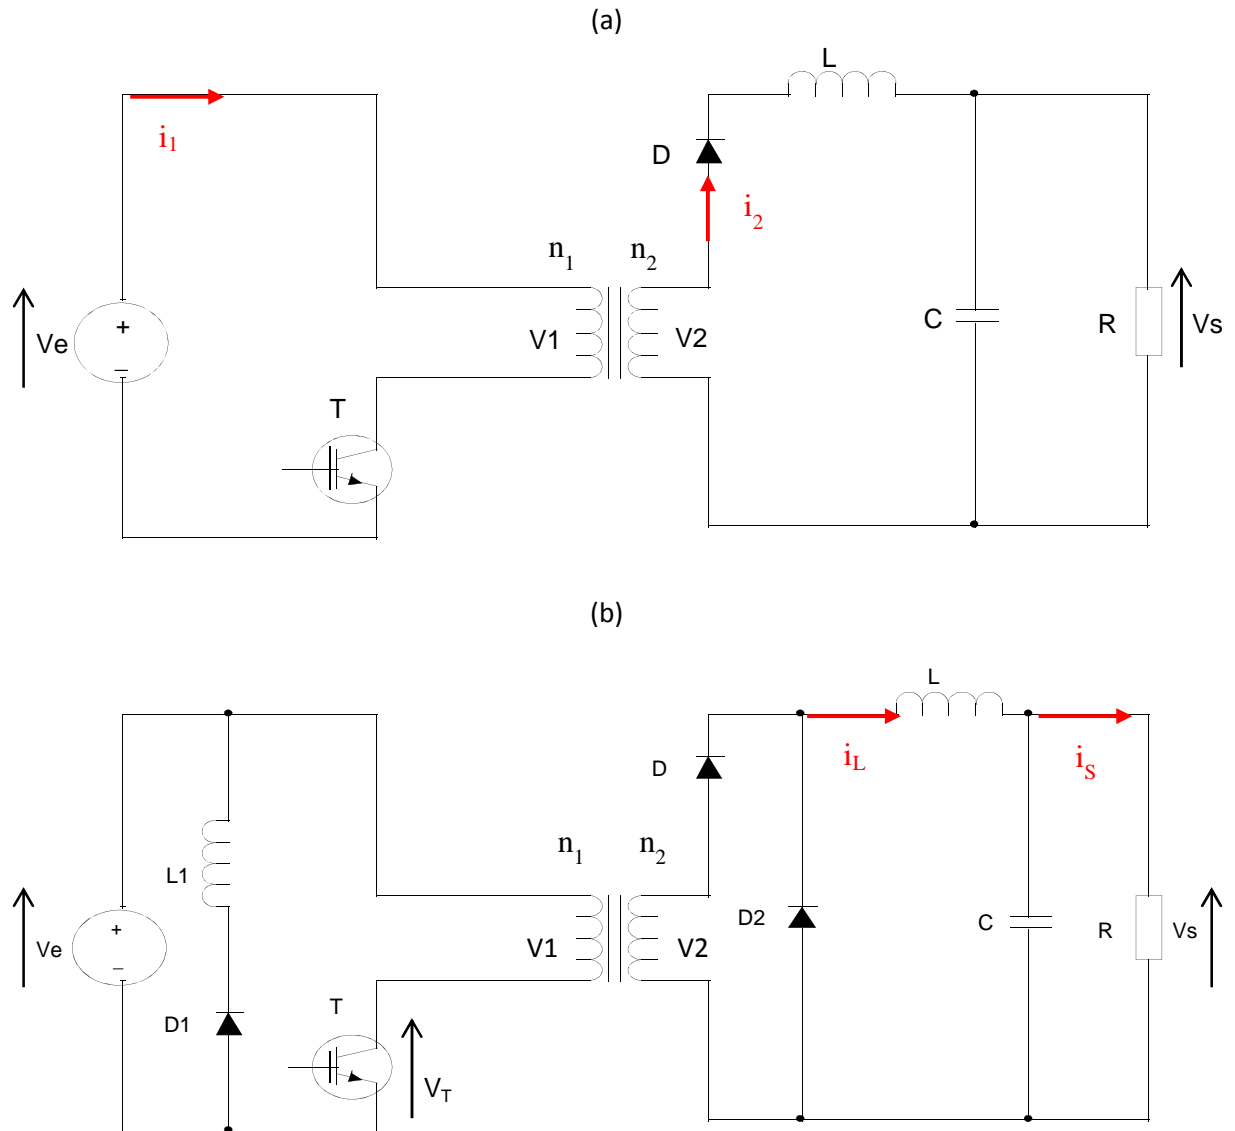 (a)
L
i1
D
i2
n1 n2
Ve
+
–
V1 V2
C
R
Vs
T
(b)
L
D
iL
iS
n1 n2
L1
Ve
+
–
V1 V2
D2
C
R
Vs
D1
T
VT